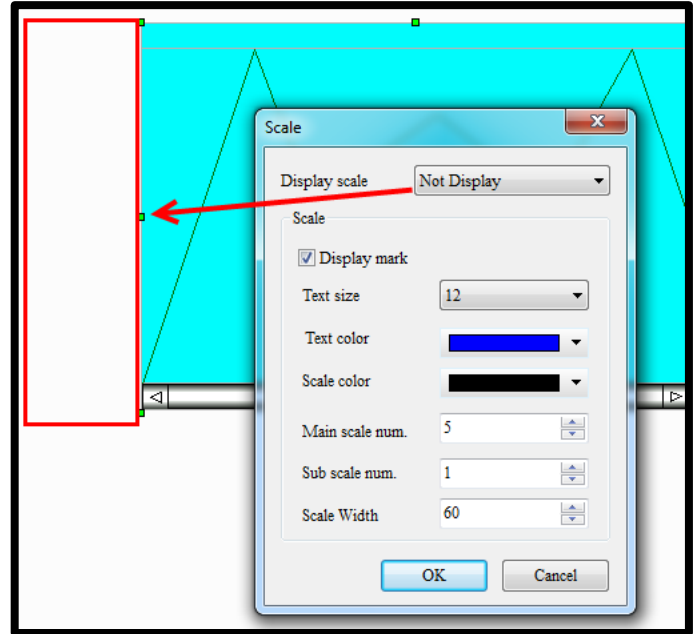 Scale
Display scale Not Display
Scale
Display mark
Text size 12
Text color
Scale color
Main scale num. 5
Sub scale num. 1
Scale Width 60
OK Cancel